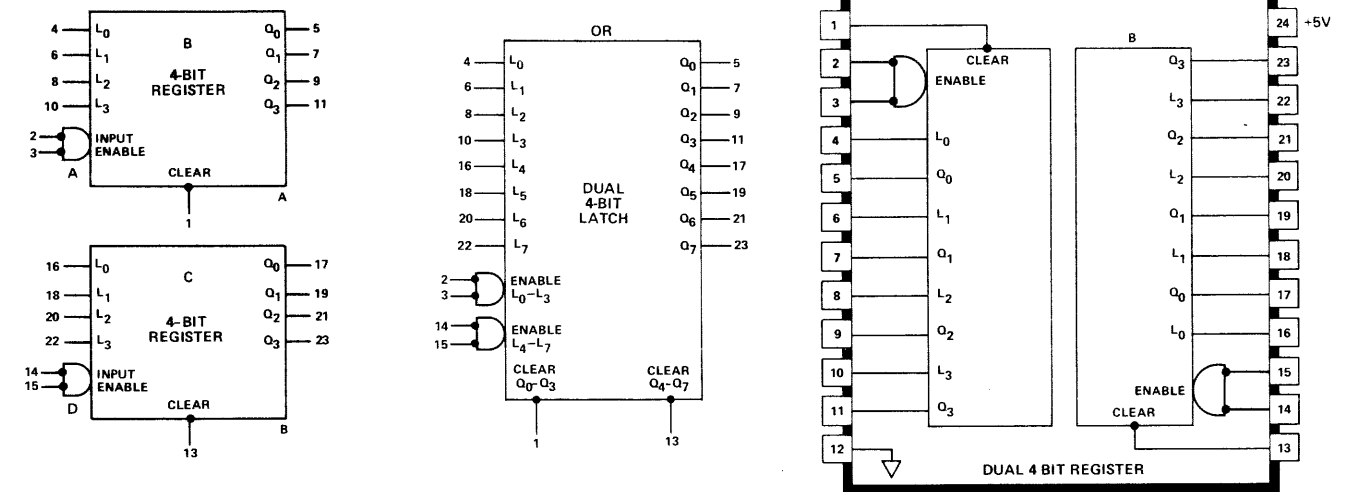 4 L0 Q0 5
B
6 L1 Q1 7
4-BIT
8 L2 Q2 9
REGISTER
10 L3 Q3 11
2 INPUT
3 ENABLE
A
CLEAR
A
1
16 L0 Q0 17
C
18 L1 Q1 19
20 L2 Q2 21
4-BIT
REGISTER
22 L3 Q3 23
14 INPUT
15 ENABLE
D
CLEAR
B
13
OR
4 L0 Q0 5
6 L1 Q1 7
8 L2 Q2 9
10 L3 Q3 11
16 L4 Q4 17
DUAL
18 L5 Q5 19
4-BIT
LATCH
20 L6 Q6 21
22 L7 Q7 23
2 ENABLE
3 L0-L3
14 ENABLE
15 L4-L7
CLEAR CLEAR
Q0-Q3 Q4-Q7
1 13
1 24 +5V
B
CLEAR
2 Q3 23
ENABLE
3 L3 22
4 L0 Q2 21
5 Q0 L2 20
6 L1 Q1 19
7 Q1 L1 18
8 L2 Q0 17
9 Q2 L0 16
10 L3 15
ENABLE
11 Q3 CLEAR 14
12 13
DUAL 4 BIT REGISTER